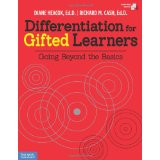 DIANE HEACOX, Ed.D. | RICHARD M. CASH, Ed.D.
Differentiation for
Gifted Learners
Going Beyond the Basics